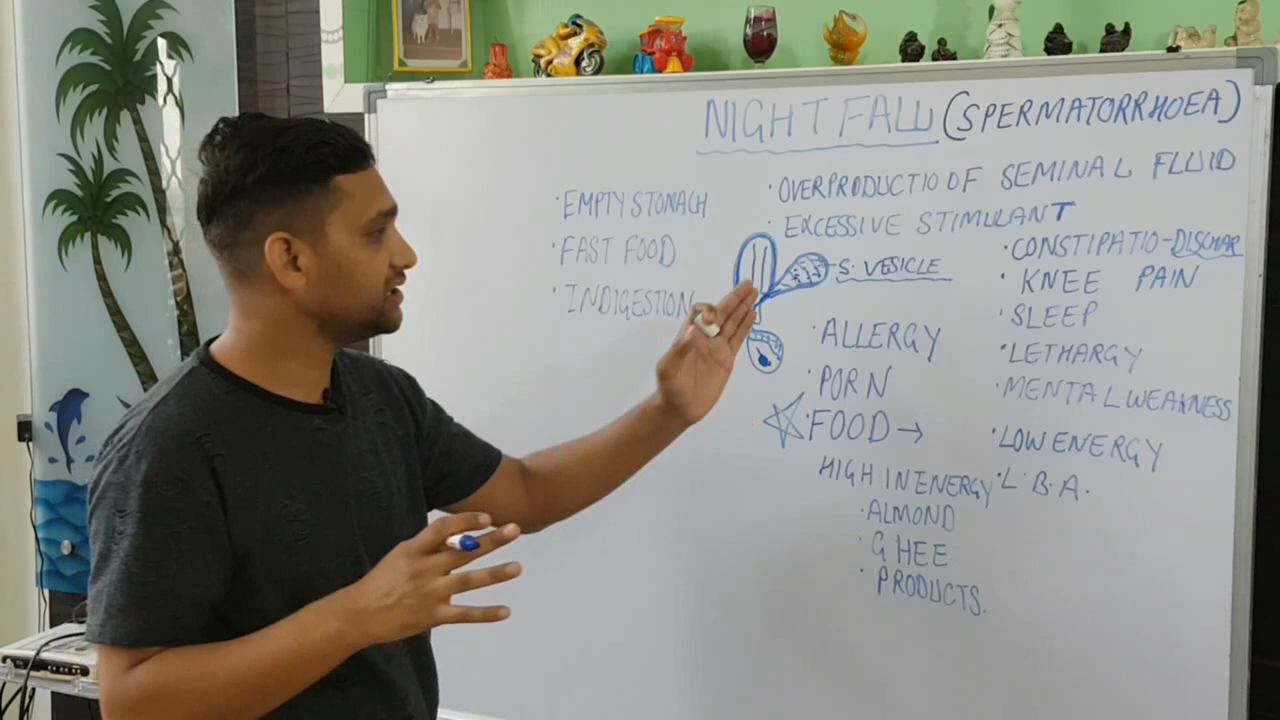 NIGHT FALL (SPERMATORRHOEA)
· OVERPRODUCTIO OF SEMINAL FLUID
· EXCESSIVE STIMULANT
S. VESICLE
· EMPTY STOMACH
· FAST FOOD
· INDIGESTION
· ALLERGY
· PORN
· FOOD →
HIGH IN ENERGY
· ALMOND
· GHEE
· PRODUCTS.
· CONSTIPATIO-DISCHAR
· KNEE PAIN
· SLEEP
· LETHARGY
· MENTAL WEAKNESS
· LOW ENERGY
· L. B. A.